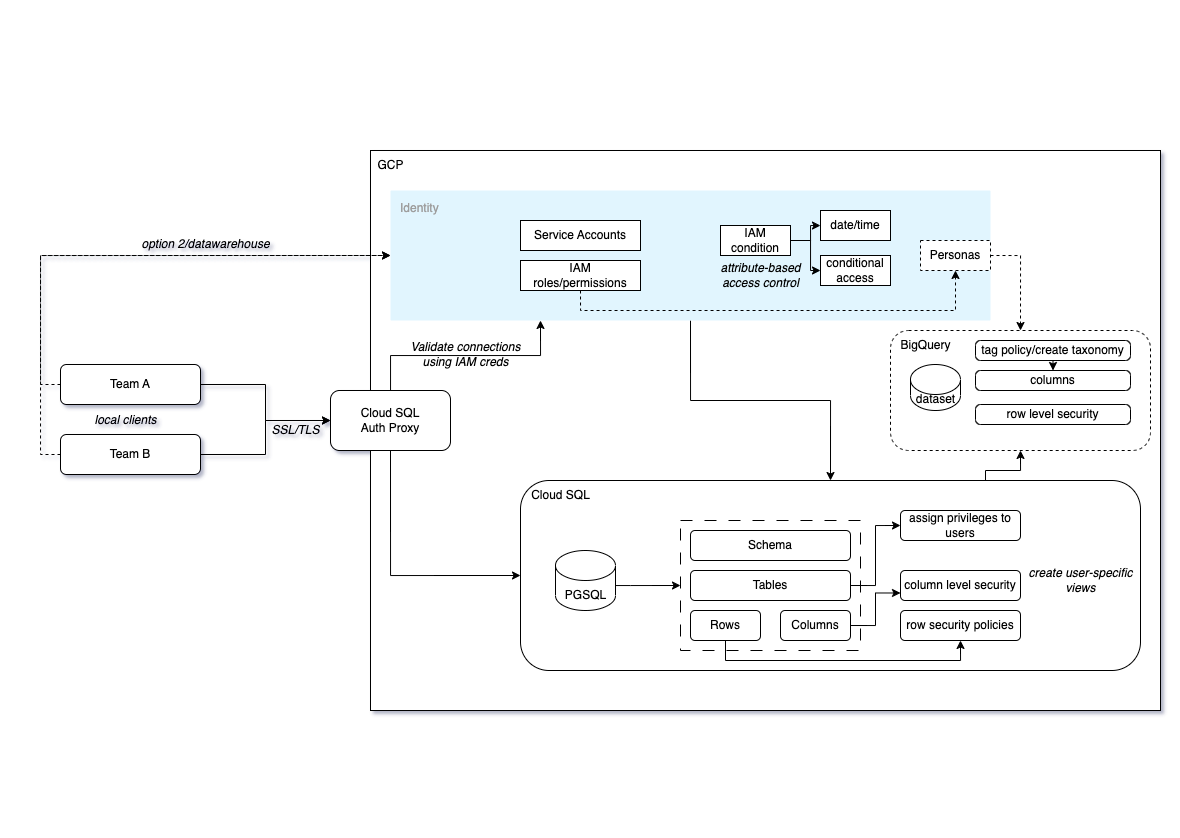 GCP
Identity
Service Accounts
IAM
roles/permissions
IAM
condition
attribute-based
access control
date/time
conditional
access
Personas
option 2/datawarehouse
Validate connections
using IAM creds
BigQuery
dataset
tag policy/create taxonomy
columns
row level security
Team A
local clients
Team B
SSL/TLS
Cloud SQL
Auth Proxy
Cloud SQL
PGSQL
Schema
Tables
Rows
Columns
assign privileges to
users
column level security
row security policies
create user-specific
views